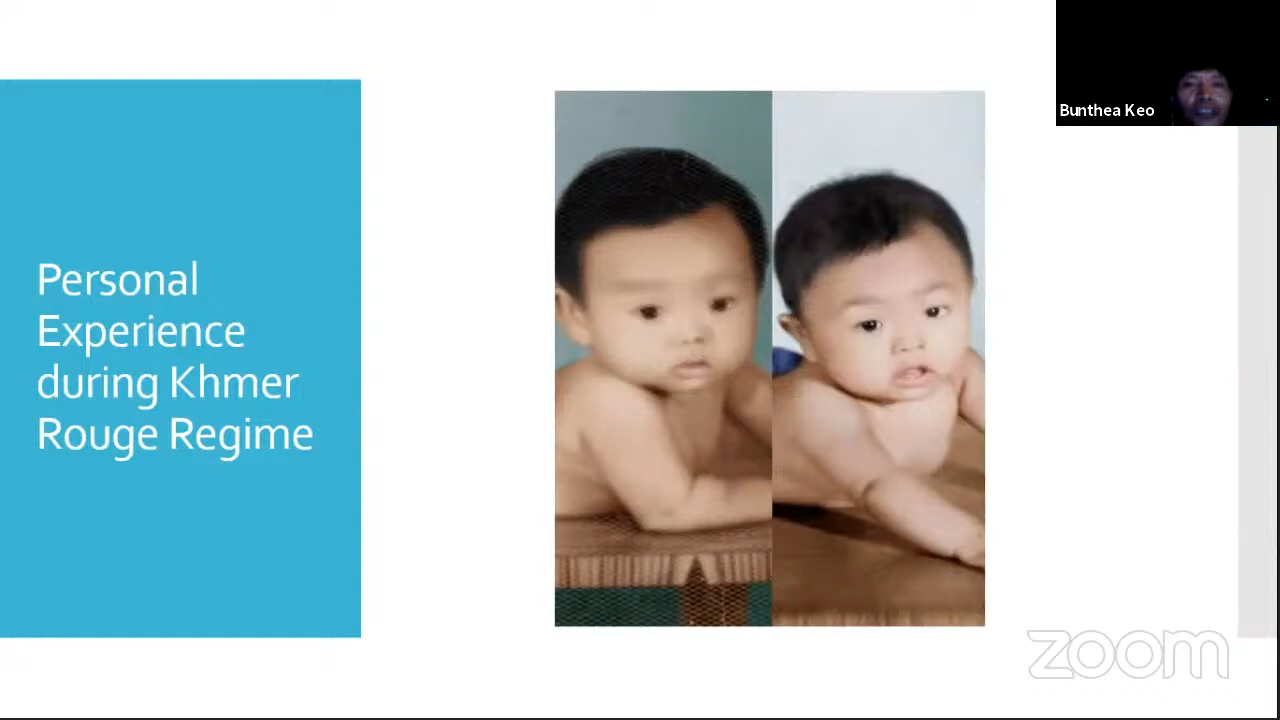 Bunthea Keo
Personal
Experience
during Khmer
Rouge Regime
zoom